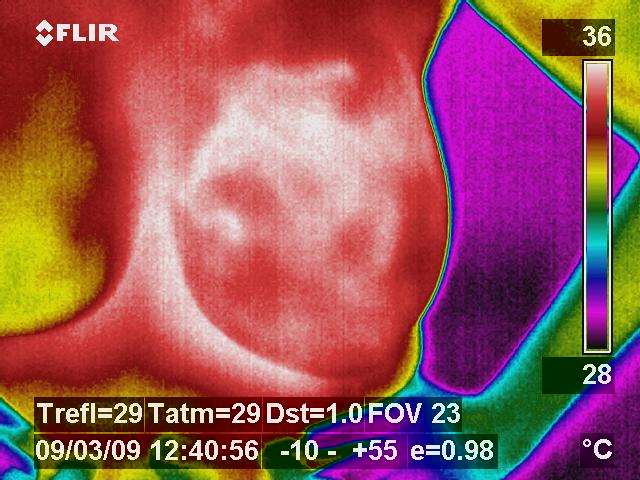 FLIR
36
28
Trefl=29 Tatm=29 Dst=1.0 FOV 23
09/03/09 12:40:56 -10 - +55 e=0.98 °C